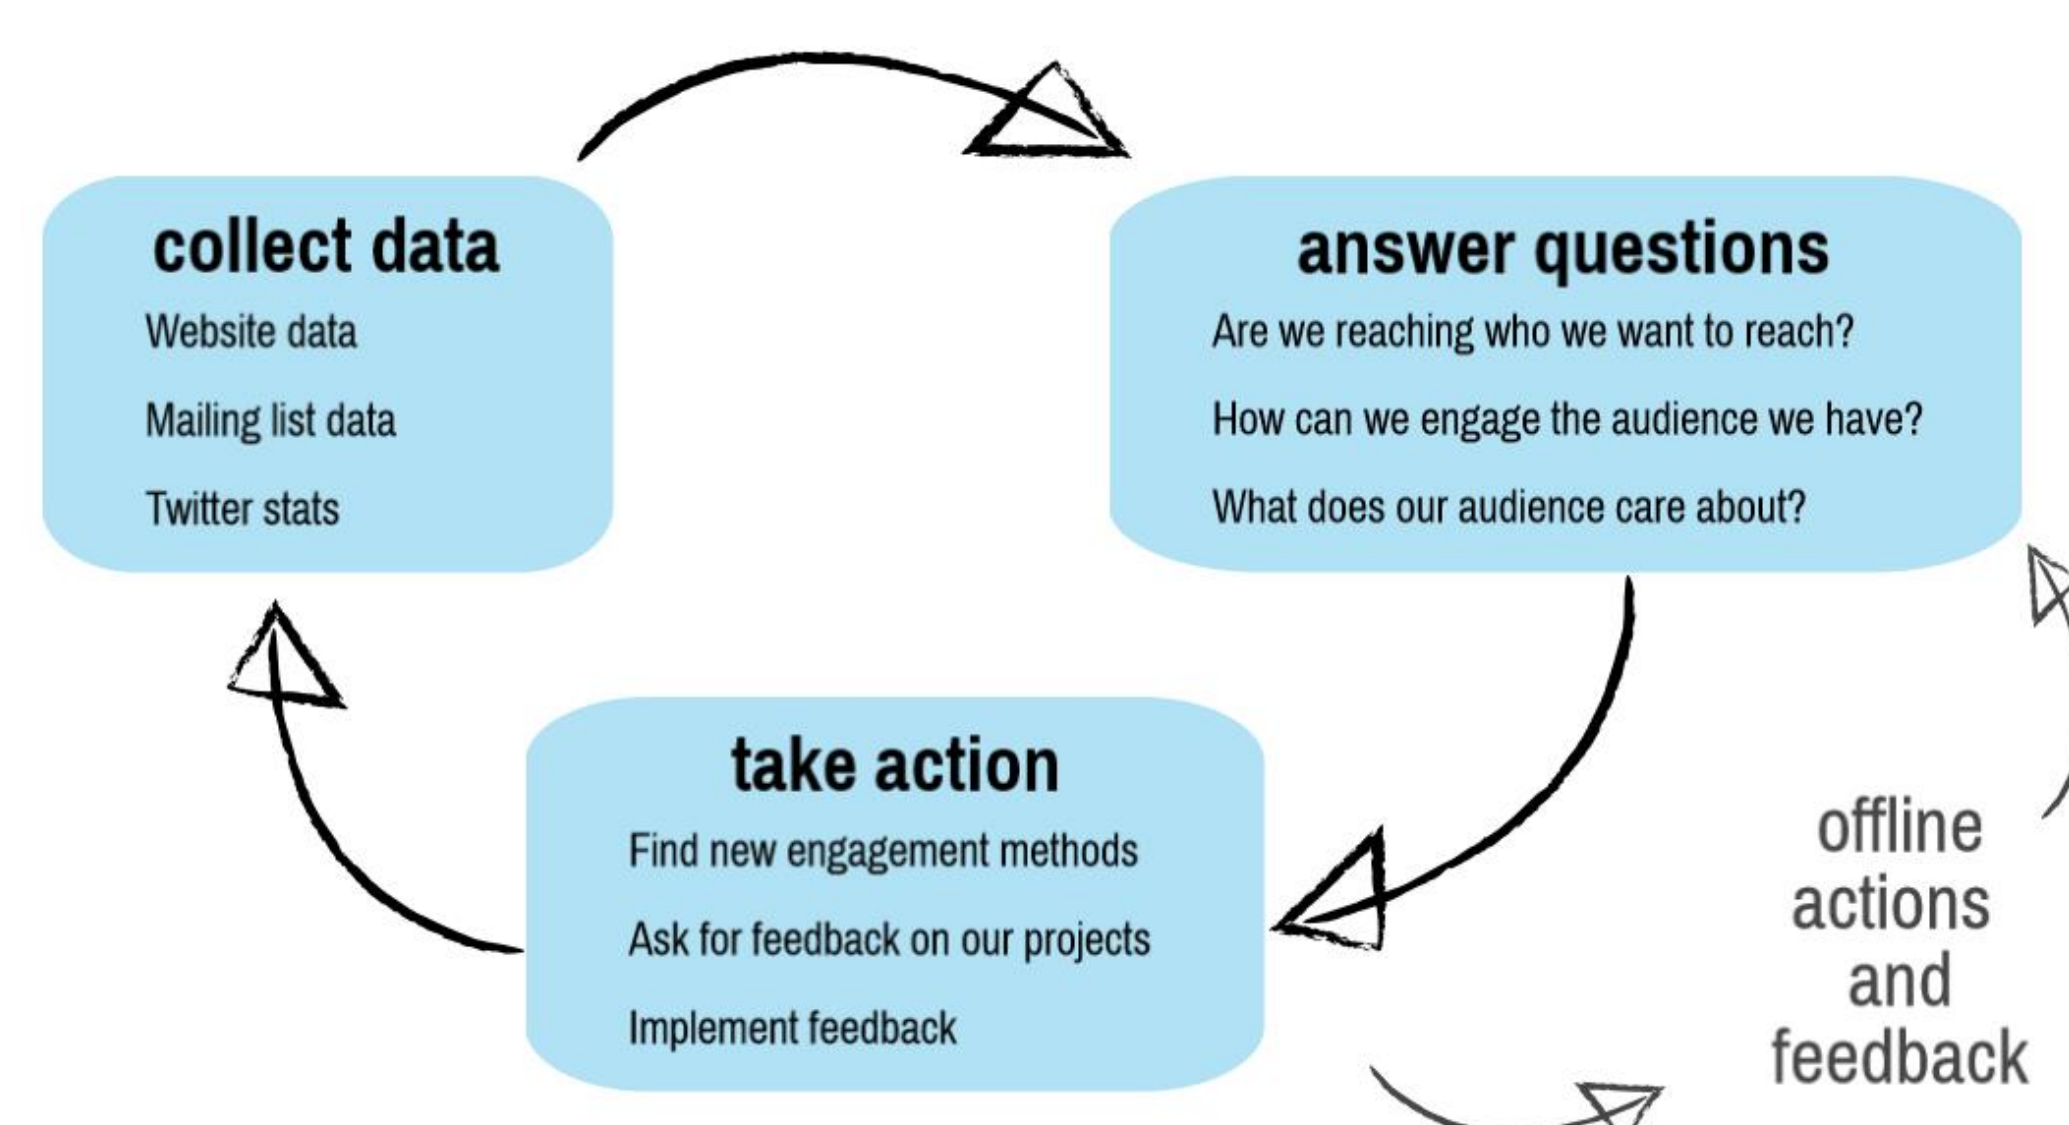 collect data
Website data
Mailing list data
Twitter stats
answer questions
Are we reaching who we want to reach?
How can we engage the audience we have?
What does our audience care about?
take action
Find new engagement methods
Ask for feedback on our projects
Implement feedback
offline
actions
and
feedback